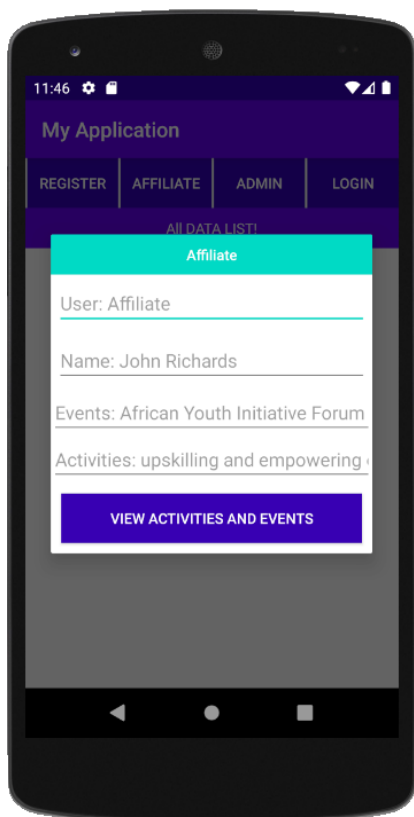 11:46
My Application
REGISTER AFFILIATE ADMIN LOGIN
All DATA LIST!
Affiliate
User: Affiliate
Name: John Richards
Events: African Youth Initiative Forum
Activities: upskilling and empowering
VIEW ACTIVITIES AND EVENTS